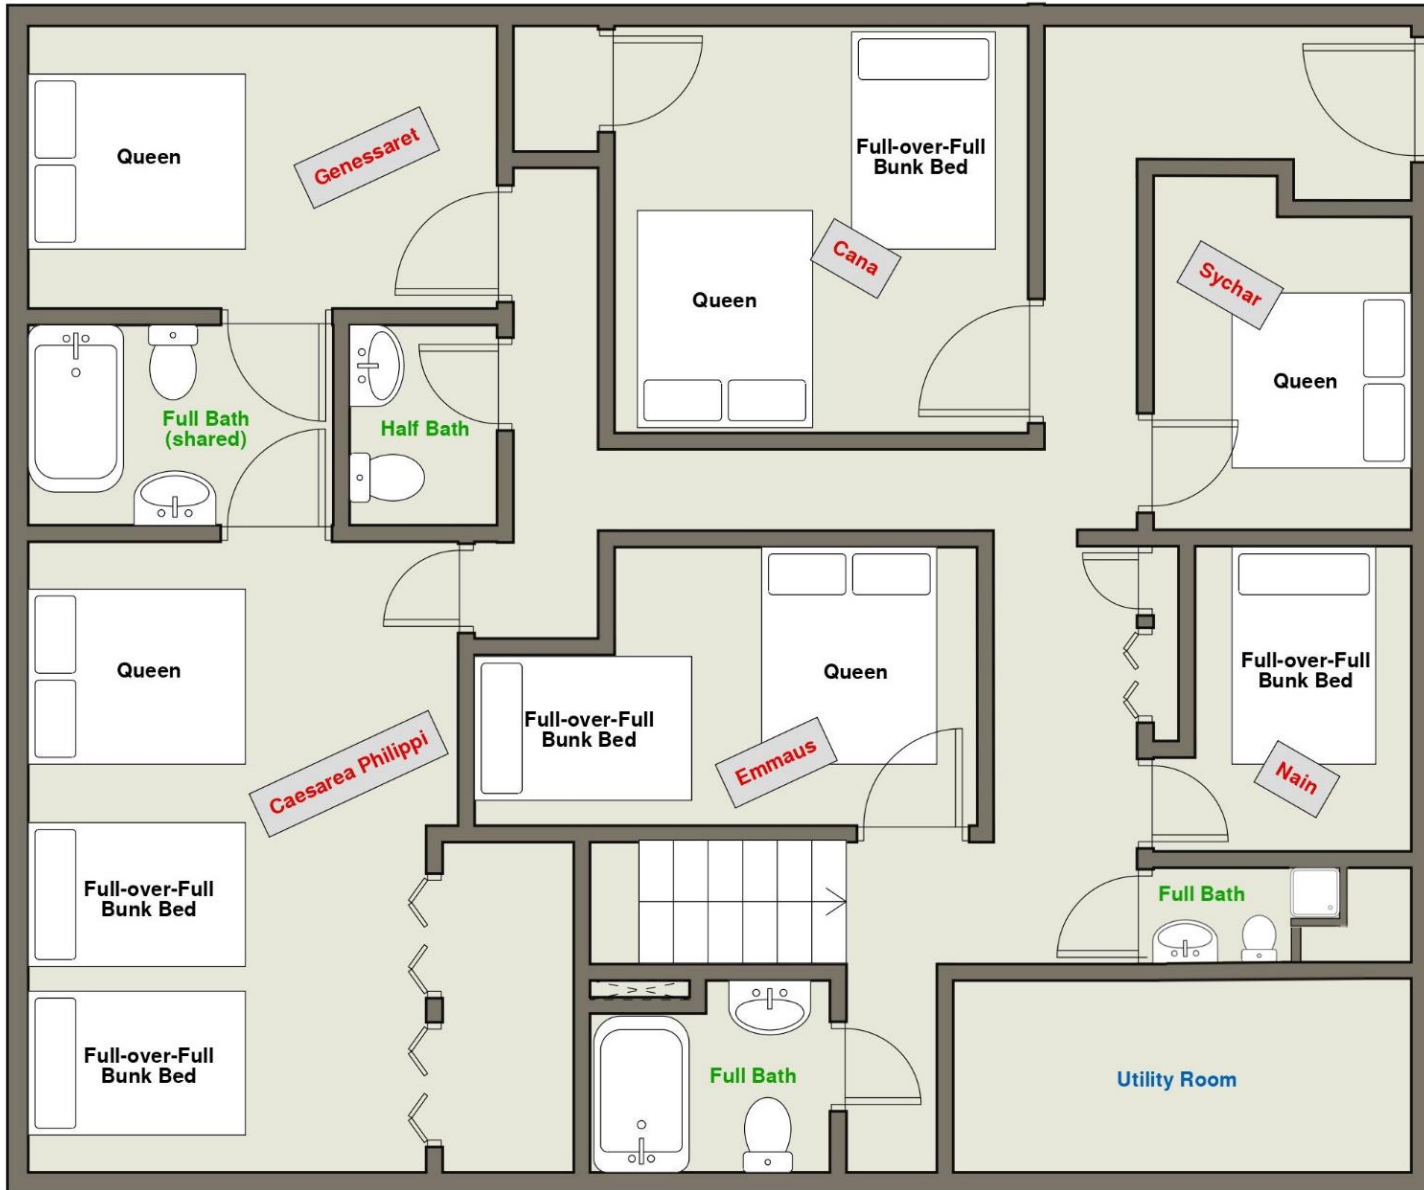 Queen
Genessaret
Full-over-Full
Bunk Bed
Queen
Cana
Sychar
Queen
Full Bath
(shared)
Half Bath
Queen
Caesarea Philippi
Full-over-Full
Bunk Bed
Full-over-Full
Bunk Bed
Full-over-Full
Bunk Bed
Queen
Emmaus
Full-over-Full
Bunk Bed
Nain
Full Bath
Full Bath
Utility Room